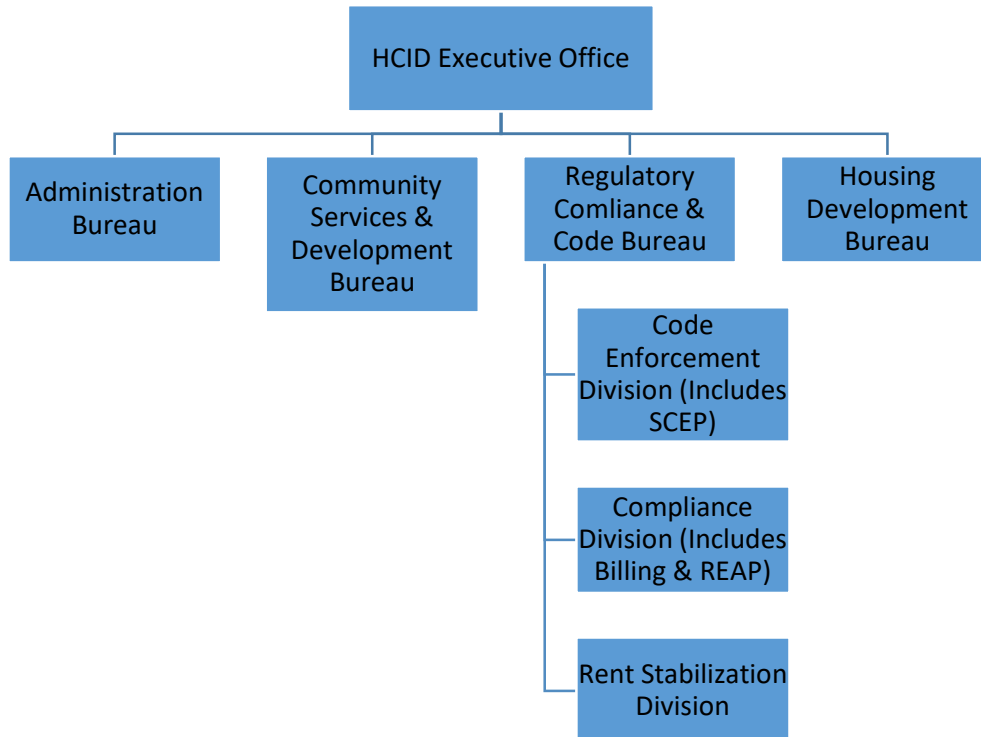 HCID Executive Office
Administration
Bureau
Community
Services &
Development
Bureau
Regulatory
Comliance &
Code Bureau
Housing
Development
Bureau
Code
Enforcement
Division (Includes
SCEP)
Compliance
Division (Includes
Billing & REAP)
Rent Stabilization
Division